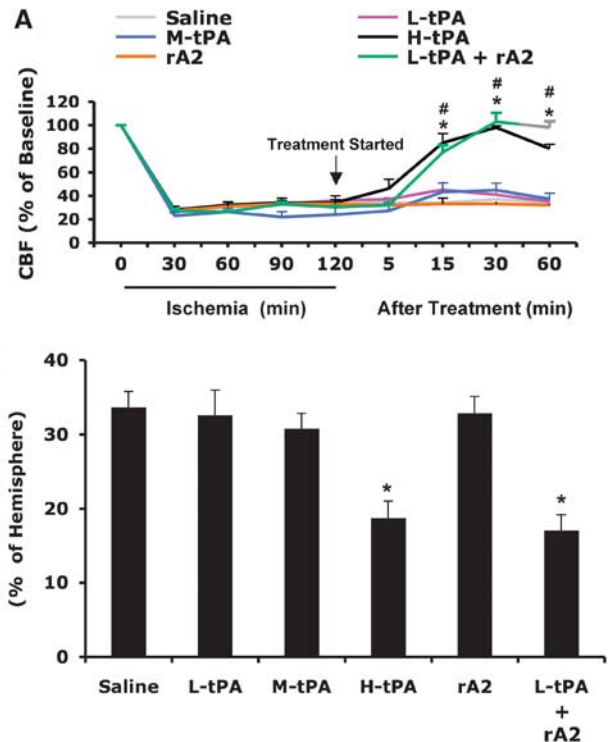 A
Saline
M-tPA
rA2
L-tPA
H-tPA
L-tPA + rA2
CBF (% of Baseline)
120
100
80
60
40
20
0
Treatment Started
#
*
#
*
#
*
0 30 60 90 120 5 15 30 60
Ischemia (min) After Treatment (min)
(% of Hemisphere)
40
30
20
10
0
*
*
Saline L-tPA M-tPA H-tPA rA2 L-tPA
+
rA2